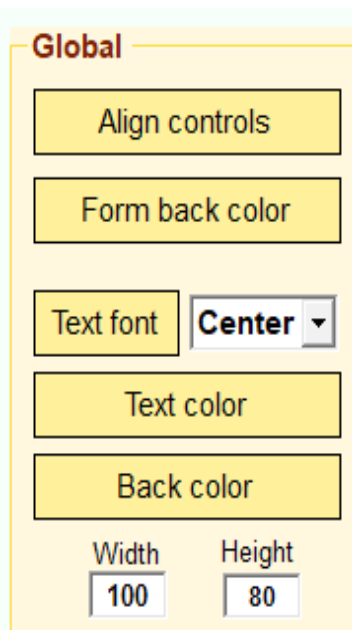 Global
Align controls
Form back color
Text font Center
Text color
Back color
Width Height
100 80